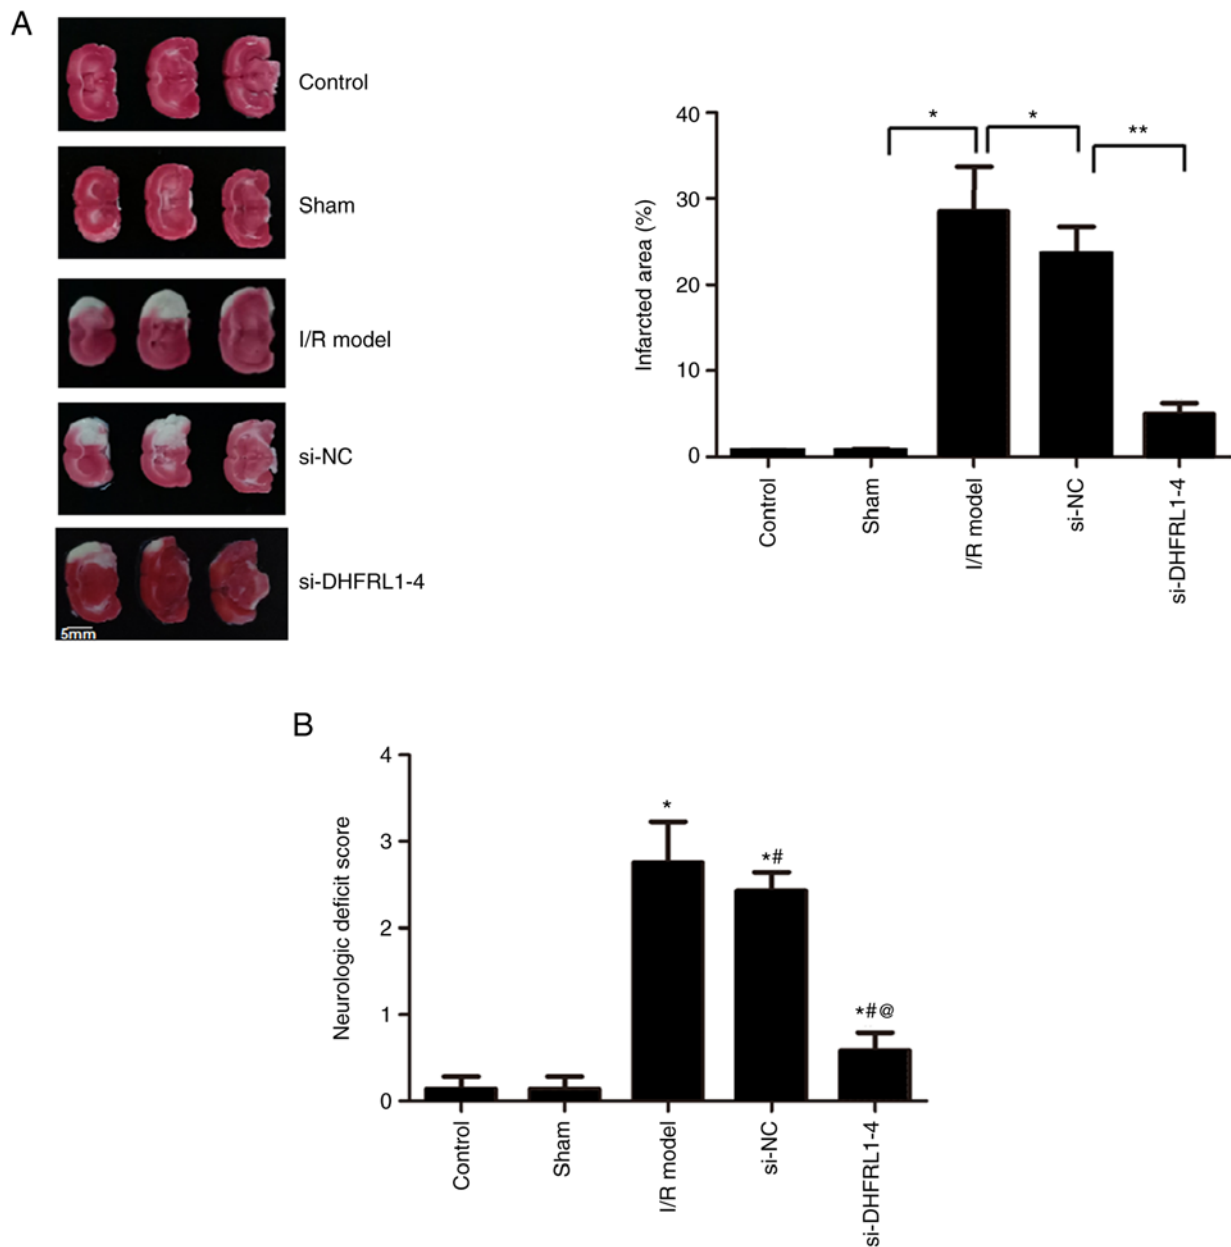 A
Control
Sham
I/R model
si-NC
si-DHFRL1-4
5mm
Infarcted area (%)
40
30
20
10
0
*
*
**
Control
Sham
I/R model
si-NC
si-DHFRL1-4
B
Neurologic deficit score
4
3
2
1
0
*
*#
*#@
Control
Sham
I/R model
si-NC
si-DHFRL1-4